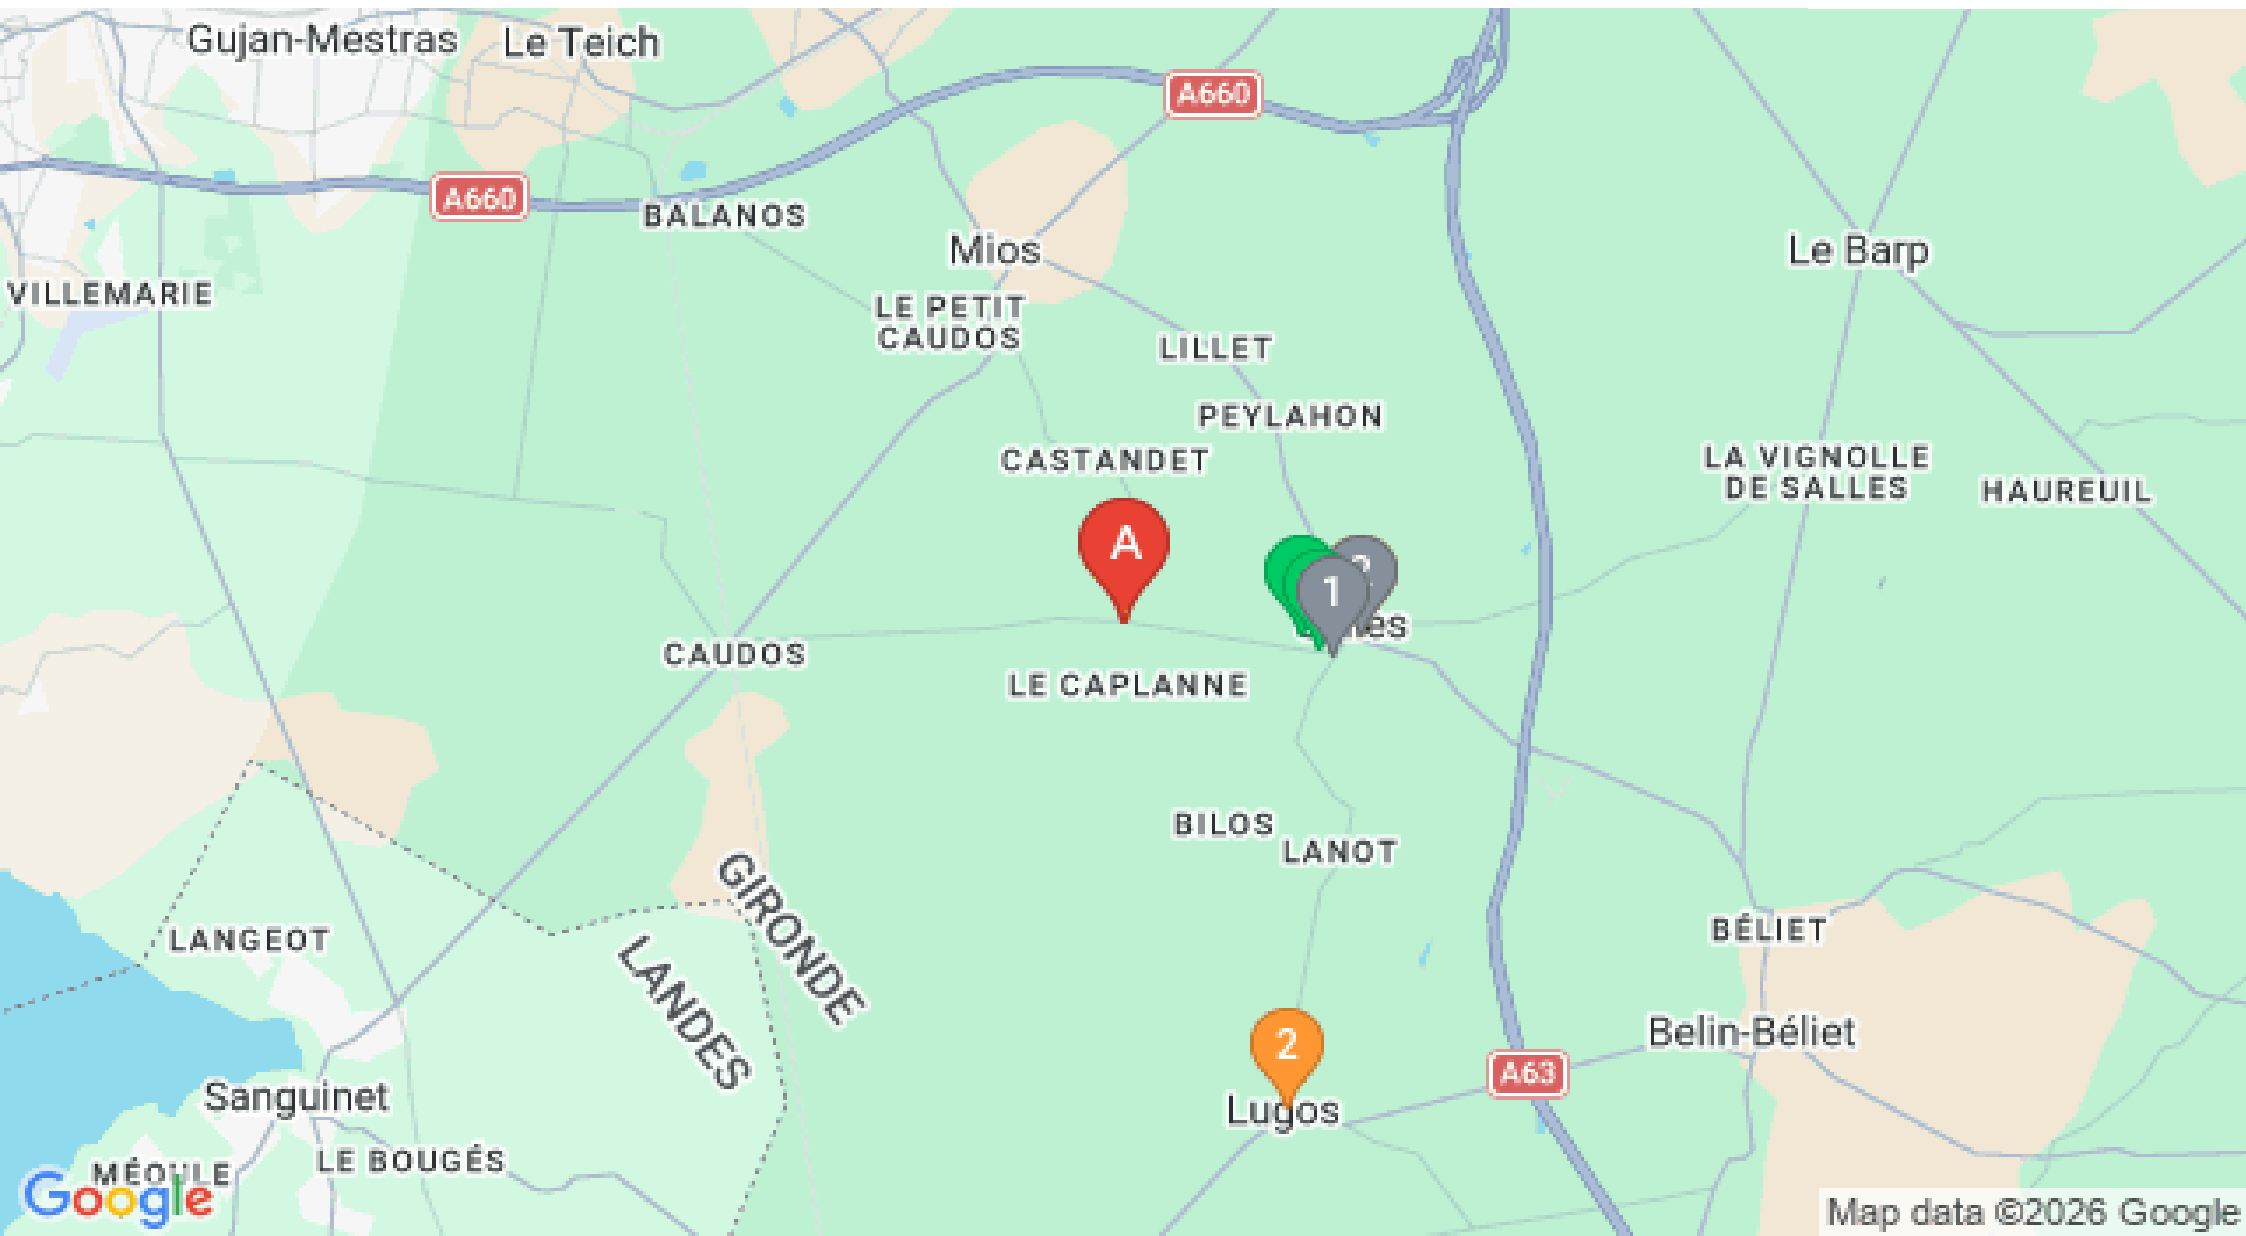 Gujan-Mestras
Le Teich
A660
A660
BALANOS
Mios
Le Barp
VILLEMARIE
LE PETIT
CAUDOS
LILLET
PEYLAHON
CASTANDET
LA VIGNOLLE
DE SALLES
HAUREUIL
A
1
CAUDOS
LE CAPLANNE
BILOS
LANOT
GIRONDE
LANDES
LANGEOT
BÉLIET
Belin-Béliet
2
A63
Sanguinet
Lugos
LE BOUGÉS
MÉOULE
Google
Map data ©2026 Google